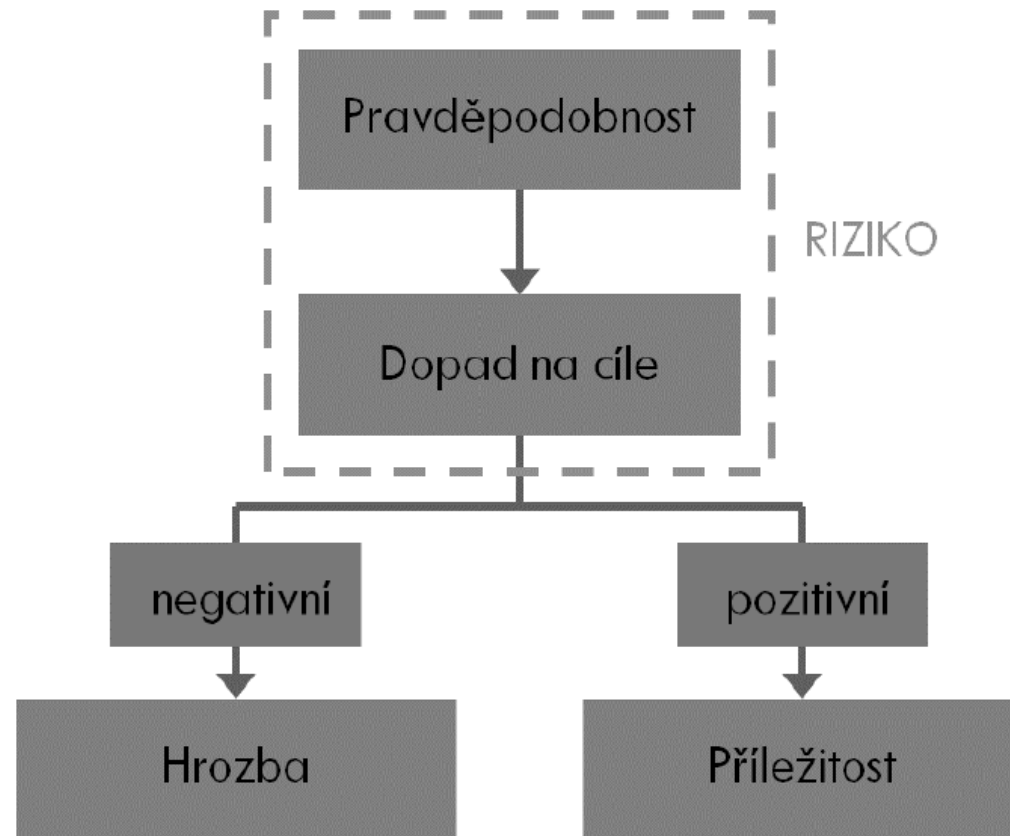 Pravděpodobnost
RIZIKO
Dopad na cíle
negativní
pozitivní
Hrozba
Příležitost